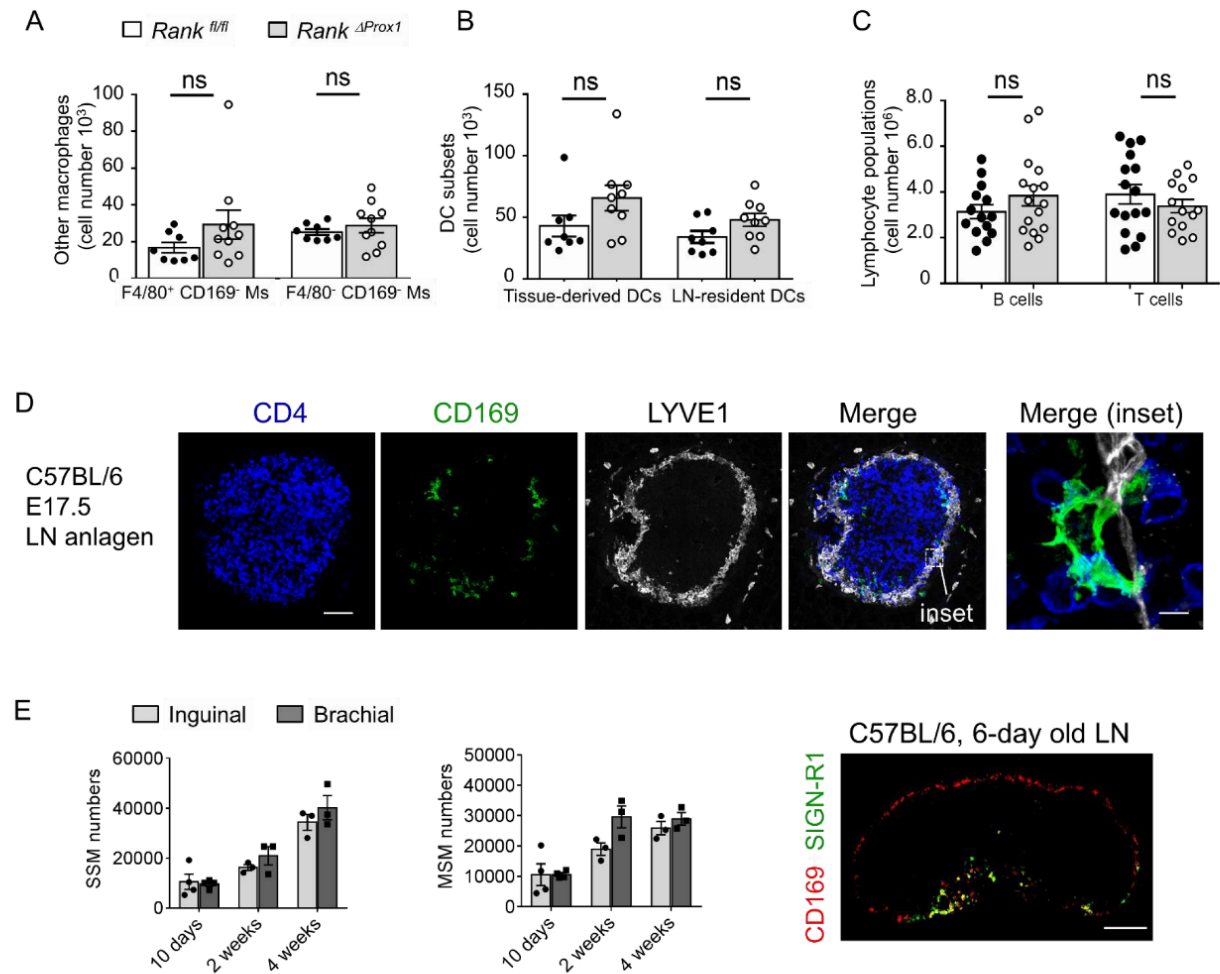 A
Rank fl/fl
Rank ΔProx1
Other macrophages
(cell number 10³)
100
80
60
40
20
0
ns
ns
F4/80⁺ CD169⁻ Ms
F4/80⁻ CD169⁻ Ms
B
DC subsets
(cell number 10³)
150
100
50
0
ns
ns
Tissue-derived DCs
LN-resident DCs
C
Lymphocyte populations
(cell number 10⁶)
8.0
6.0
4.0
2.0
0
ns
ns
B cells
T cells
D
CD4
CD169
LYVE1
Merge
Merge (inset)
C57BL/6
E17.5
LN anlagen
inset
E
Inguinal
Brachial
SSM numbers
60000
40000
20000
0
10 days
2 weeks
4 weeks
MSM numbers
50000
40000
30000
20000
10000
0
10 days
2 weeks
4 weeks
C57BL/6, 6-day old LN
CD169 SIGN-R1